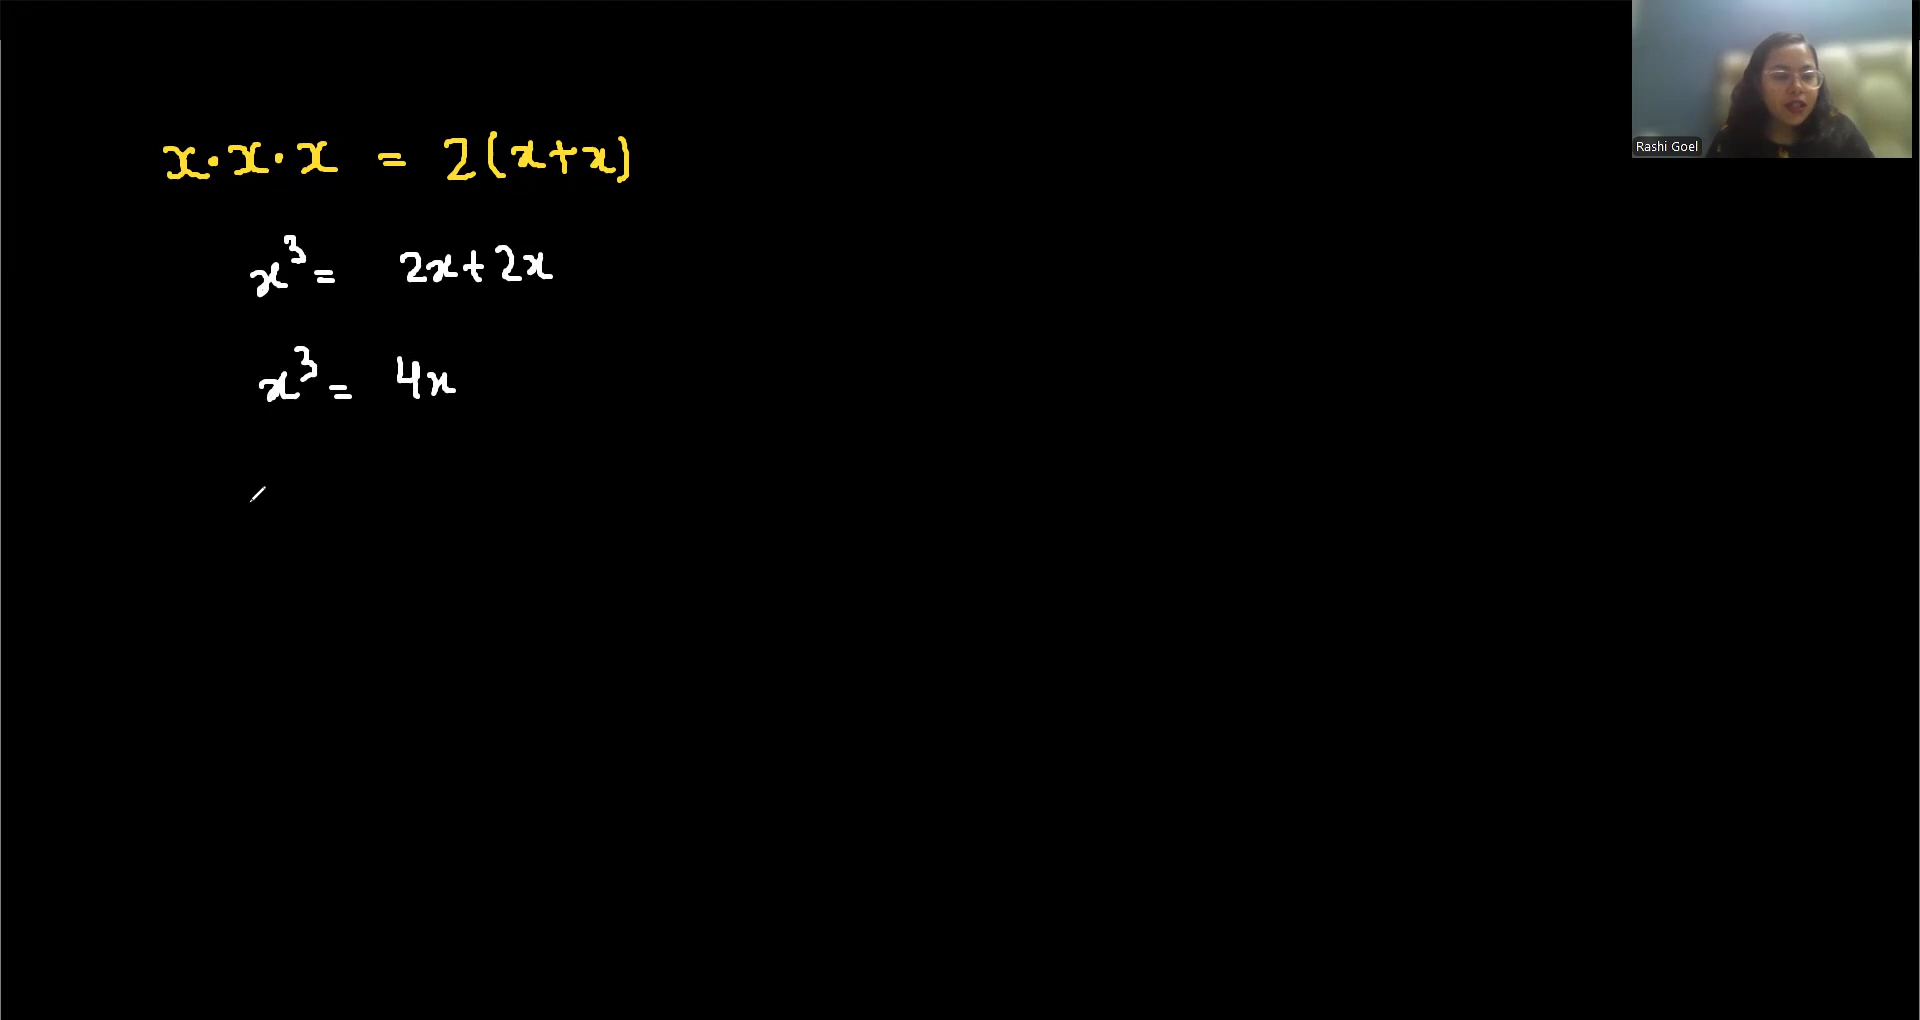 x·x·x = 2(x+x)
x³ = 2x+2x
x³ = 4x
Rashi Goel